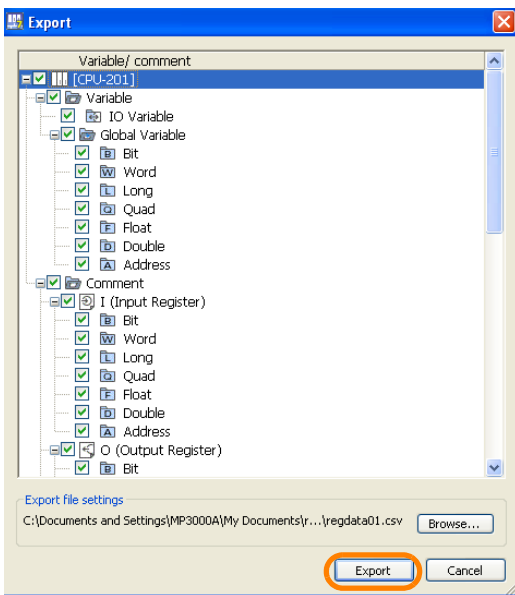 Export
Variable/ comment
[CPU-201]
Variable
IO Variable
Global Variable
B Bit
W Word
L Long
Q Quad
F Float
D Double
A Address
Comment
I (Input Register)
B Bit
W Word
L Long
Q Quad
F Float
D Double
A Address
O (Output Register)
B Bit
Export file settings
C:\Documents and Settings\MP3000A\My Documents\r...\regdata01.csv Browse...
Export Cancel